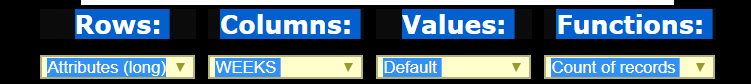 Rows: Columns: Values: Functions:
Attributes (long) WEEKS Default Count of records